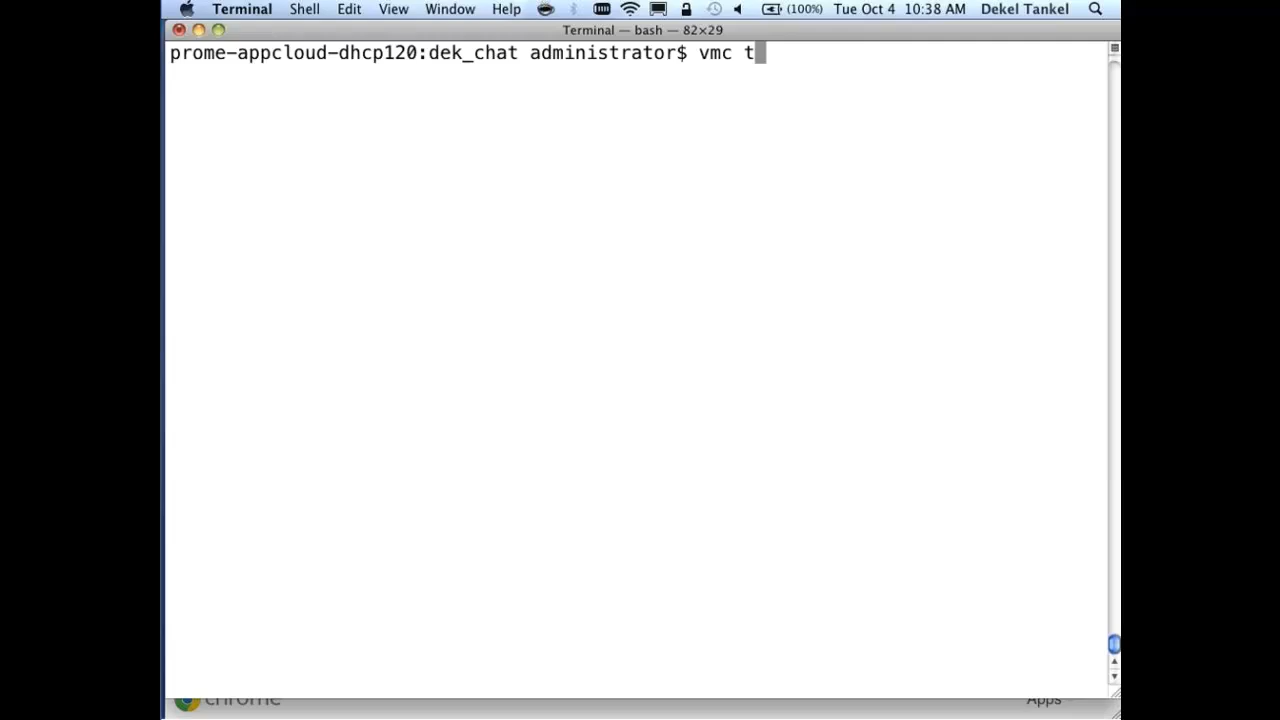 Terminal Shell Edit View Window Help (100%) Tue Oct 4 10:38 AM Dekel Tankel
Terminal — bash — 82×29
prome-appcloud-dhcp120:dek_chat administrator$ vmc t
chrome Apps